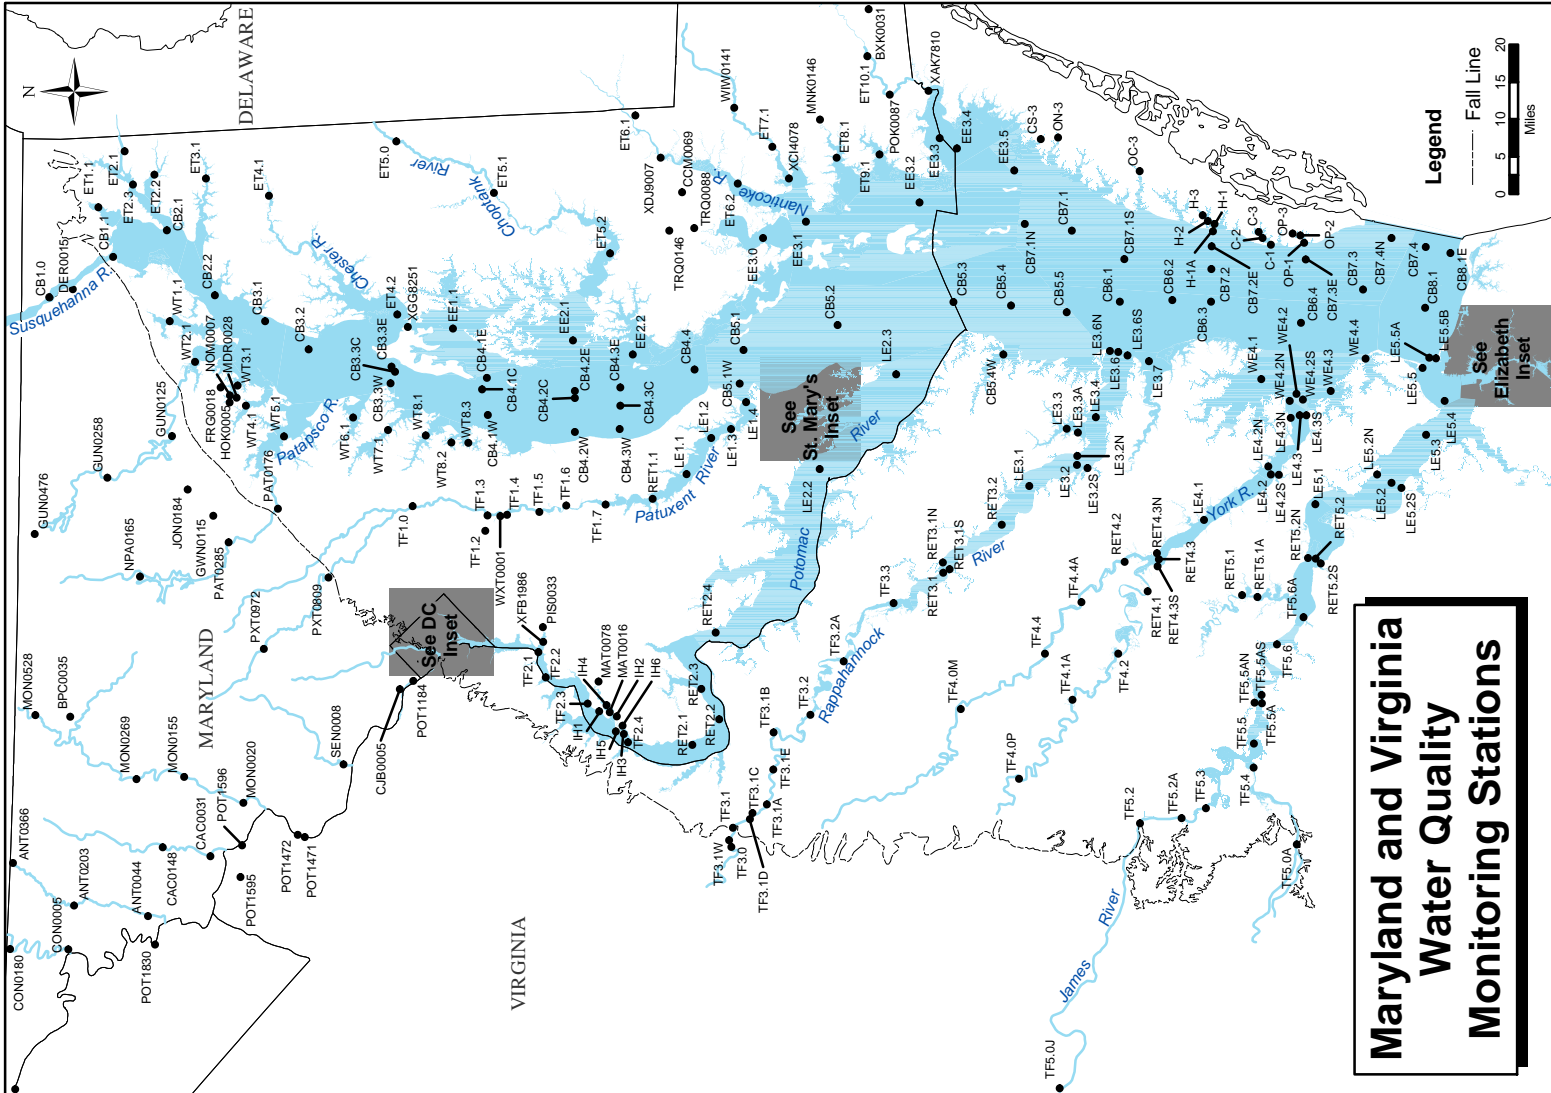 Maryland and Virginia
Water Quality
Monitoring Stations
Legend
Fall Line
0
5
10
15
20
Miles
N
MARYLAND
VIRGINIA
DELAWARE
See DC
Inset
See
St. Mary's
Inset
See
Elizabeth
Inset
Susquehanna R.
Chester R.
Choptank
River
Nanticoke
R.
Patapsco R.
Patuxent
River
Potomac
River
Rappahannock
River
York R.
James
River
CON0180
CON0005
ANT0366
ANT0203
ANT0044
POT1830
CAC0148
CAC0031
POT1595
POT1596
POT1472
POT1471
MON0528
BPC0035
MON0269
MON0155
MON0020
SEN0008
CJB0005
POT1184
PXT0972
PXT0809
NPA0165
GUN0476
GUN0258
GUN0125
JON0184
GWN0115
PAT0285
PAT0176
CB1.0
DER0015
CB1.1
ET1.1
ET2.1
ET2.3
ET2.2
CB2.1
ET3.1
ET4.1
CB2.2
WT1.1
WT2.1
NOM0007
MDR0028
FRG0018
HOK0005
WT3.1
WT4.1
WT5.1
CB3.1
CB3.2
CB3.3C
CB3.3E
CB3.3W
ET4.2
XGG8251
EE1.1
WT6.1
WT7.1
WT8.1
WT8.2
WT8.3
CB4.1W
CB4.1C
CB4.1E
EE2.1
EE2.2
CB4.2C
CB4.2E
CB4.2W
CB4.3E
CB4.3C
CB4.3W
CB4.4
ET5.0
ET5.1
ET5.2
ET6.1
XDJ9007
CCM0069
TRQ0088
TRQ0146
ET6.2
EE3.0
EE3.1
WIW0141
ET7.1
XCI4078
MNK0146
ET8.1
ET9.1
POK0087
ET10.1
BXK0031
XAK7810
EE3.2
EE3.3
EE3.4
EE3.5
CS-3
ON-3
OC-3
TF1.0
TF1.2
TF1.3
TF1.4
WXT0001
TF1.5
TF1.6
TF1.7
RET1.1
LE1.1
LE1.2
LE1.3
LE1.4
CB5.1W
CB5.1
CB5.2
LE2.3
LE2.2
CB5.3
CB5.4
CB5.4W
CB5.5
XFB1986
PIS0033
TF2.1
TF2.2
TF2.3
IH4
MAT0078
MAT0016
IH2
IH6
IH1
IH5
IH3
TF2.4
RET2.1
RET2.2
RET2.3
RET2.4
TF3.1W
TF3.0
TF3.1D
TF3.1
TF3.1C
TF3.1A
TF3.1E
TF3.1B
TF3.2
TF3.2A
TF3.3
RET3.1
RET3.1N
RET3.1S
RET3.2
LE3.1
LE3.2
LE3.2N
LE3.2S
LE3.3
LE3.3A
LE3.4
LE3.6
LE3.6N
LE3.6S
LE3.7
CB6.1
CB6.2
CB6.3
CB6.4
CB7.1N
CB7.1
CB7.1S
CB7.2
CB7.2E
H-1A
H-2
H-3
H-1
C-3
C-2
C-1
OP-3
OP-1
OP-2
CB7.3E
CB7.3
CB7.4N
CB7.4
CB8.1
CB8.1E
TF4.0M
TF4.0P
TF4.1A
TF4.2
TF4.4
TF4.4A
RET4.1
RET4.2
RET4.3N
RET4.3
RET4.3S
LE4.1
LE4.2
LE4.2N
LE4.2S
LE4.3N
LE4.3
LE4.3S
WE4.1
WE4.2N
WE4.2
WE4.2S
WE4.3
WE4.4
TF5.0J
TF5.0A
TF5.2
TF5.2A
TF5.3
TF5.4
TF5.5
TF5.5A
TF5.5AN
TF5.5AS
TF5.6
TF5.6A
RET5.1
RET5.1A
RET5.2N
RET5.2
RET5.2S
LE5.1
LE5.2N
LE5.2
LE5.2S
LE5.3
LE5.4
LE5.5
LE5.5A
LE5.5B